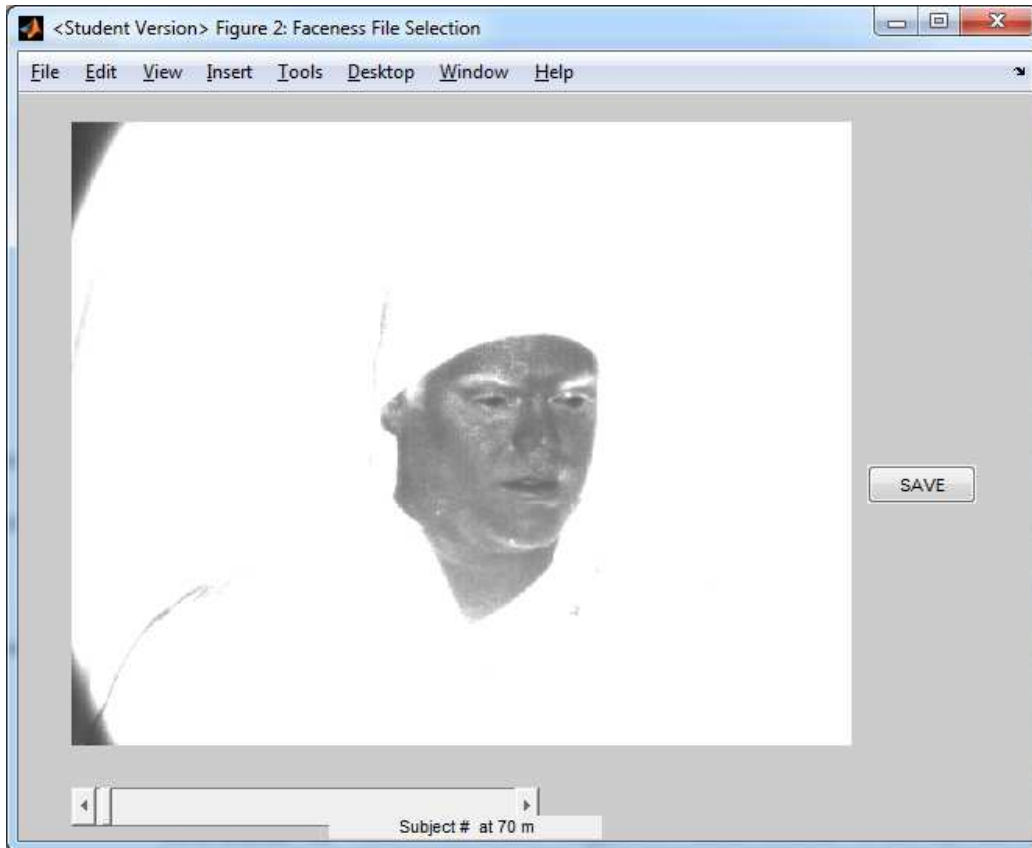 <Student Version> Figure 2: Faceness File Selection
File Edit View Insert Tools Desktop Window Help
SAVE
Subject # at 70 m